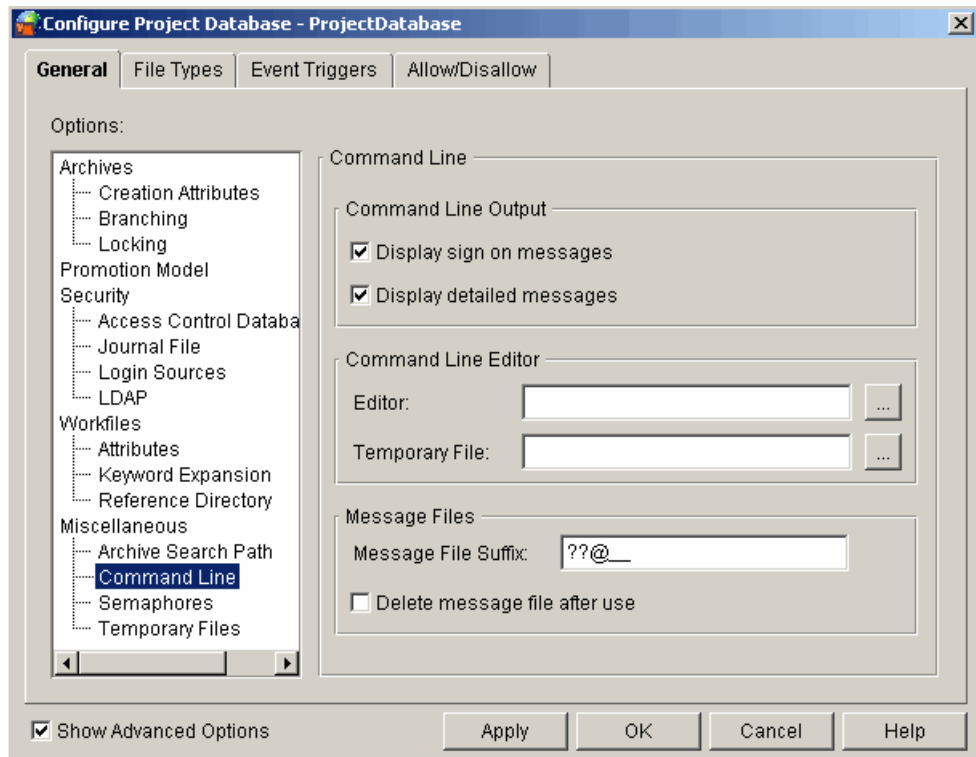 Configure Project Database - ProjectDatabase
General
File Types
Event Triggers
Allow/Disallow
Options:
Archives
Creation Attributes
Branching
Locking
Promotion Model
Security
Access Control Databa
Journal File
Login Sources
LDAP
Workfiles
Attributes
Keyword Expansion
Reference Directory
Miscellaneous
Archive Search Path
Command Line
Semaphores
Temporary Files
Command Line
Command Line Output
Display sign on messages
Display detailed messages
Command Line Editor
Editor:
...
Temporary File:
...
Message Files
Message File Suffix: ??@__
Delete message file after use
Show Advanced Options
Apply
OK
Cancel
Help